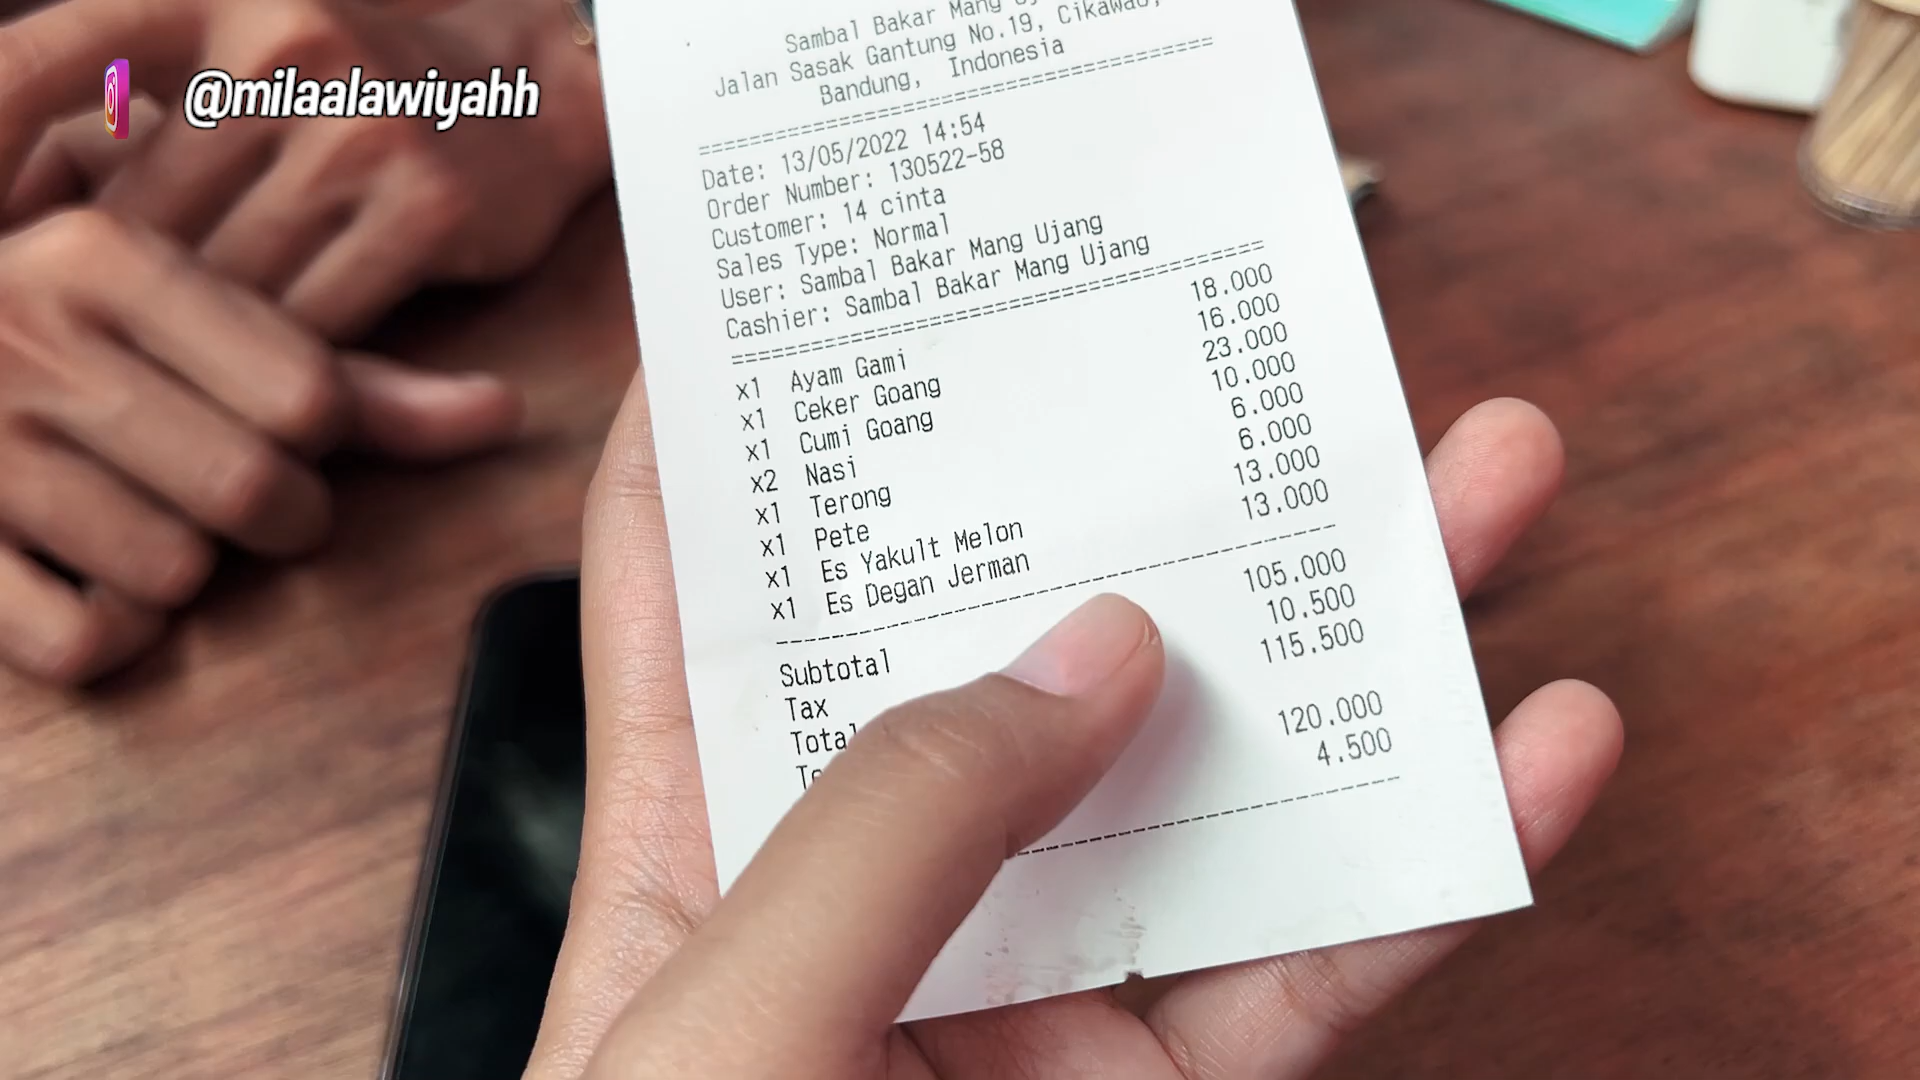 @milaalawiyahh
Sambal Bakar Mang
Jalan Sasak Gantung No.19, Cikawao,
Bandung, Indonesia
========================================
Date: 13/05/2022 14:54
Order Number: 130522-58
Customer: 14 cinta
Sales Type: Normal
User: Sambal Bakar Mang Ujang
Cashier: Sambal Bakar Mang Ujang
========================================
x1 Ayam Gami 18.000
x1 Ceker Goang 16.000
x1 Cumi Goang 23.000
x2 Nasi 10.000
x1 Terong 6.000
x1 Pete 6.000
x1 Es Yakult Melon 13.000
x1 Es Degan Jerman 13.000
----------------------------------------
Subtotal 105.000
Tax 10.500
Total 115.500
120.000
4.500
----------------------------------------